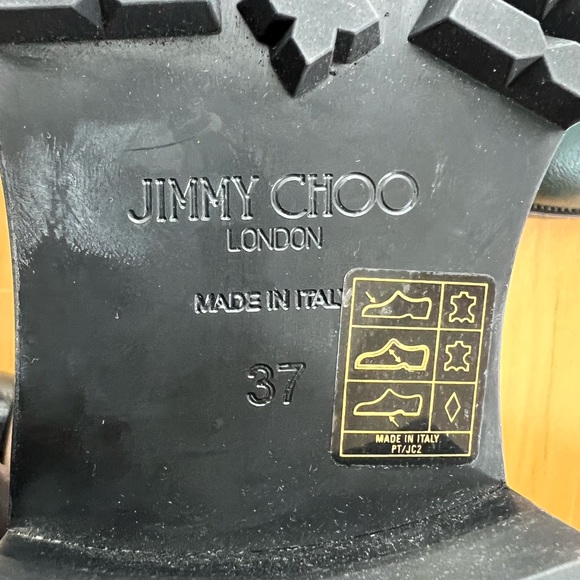 JIMMY CHOO
LONDON
MADE IN ITALY
37
MADE IN ITALY
PT/JC2